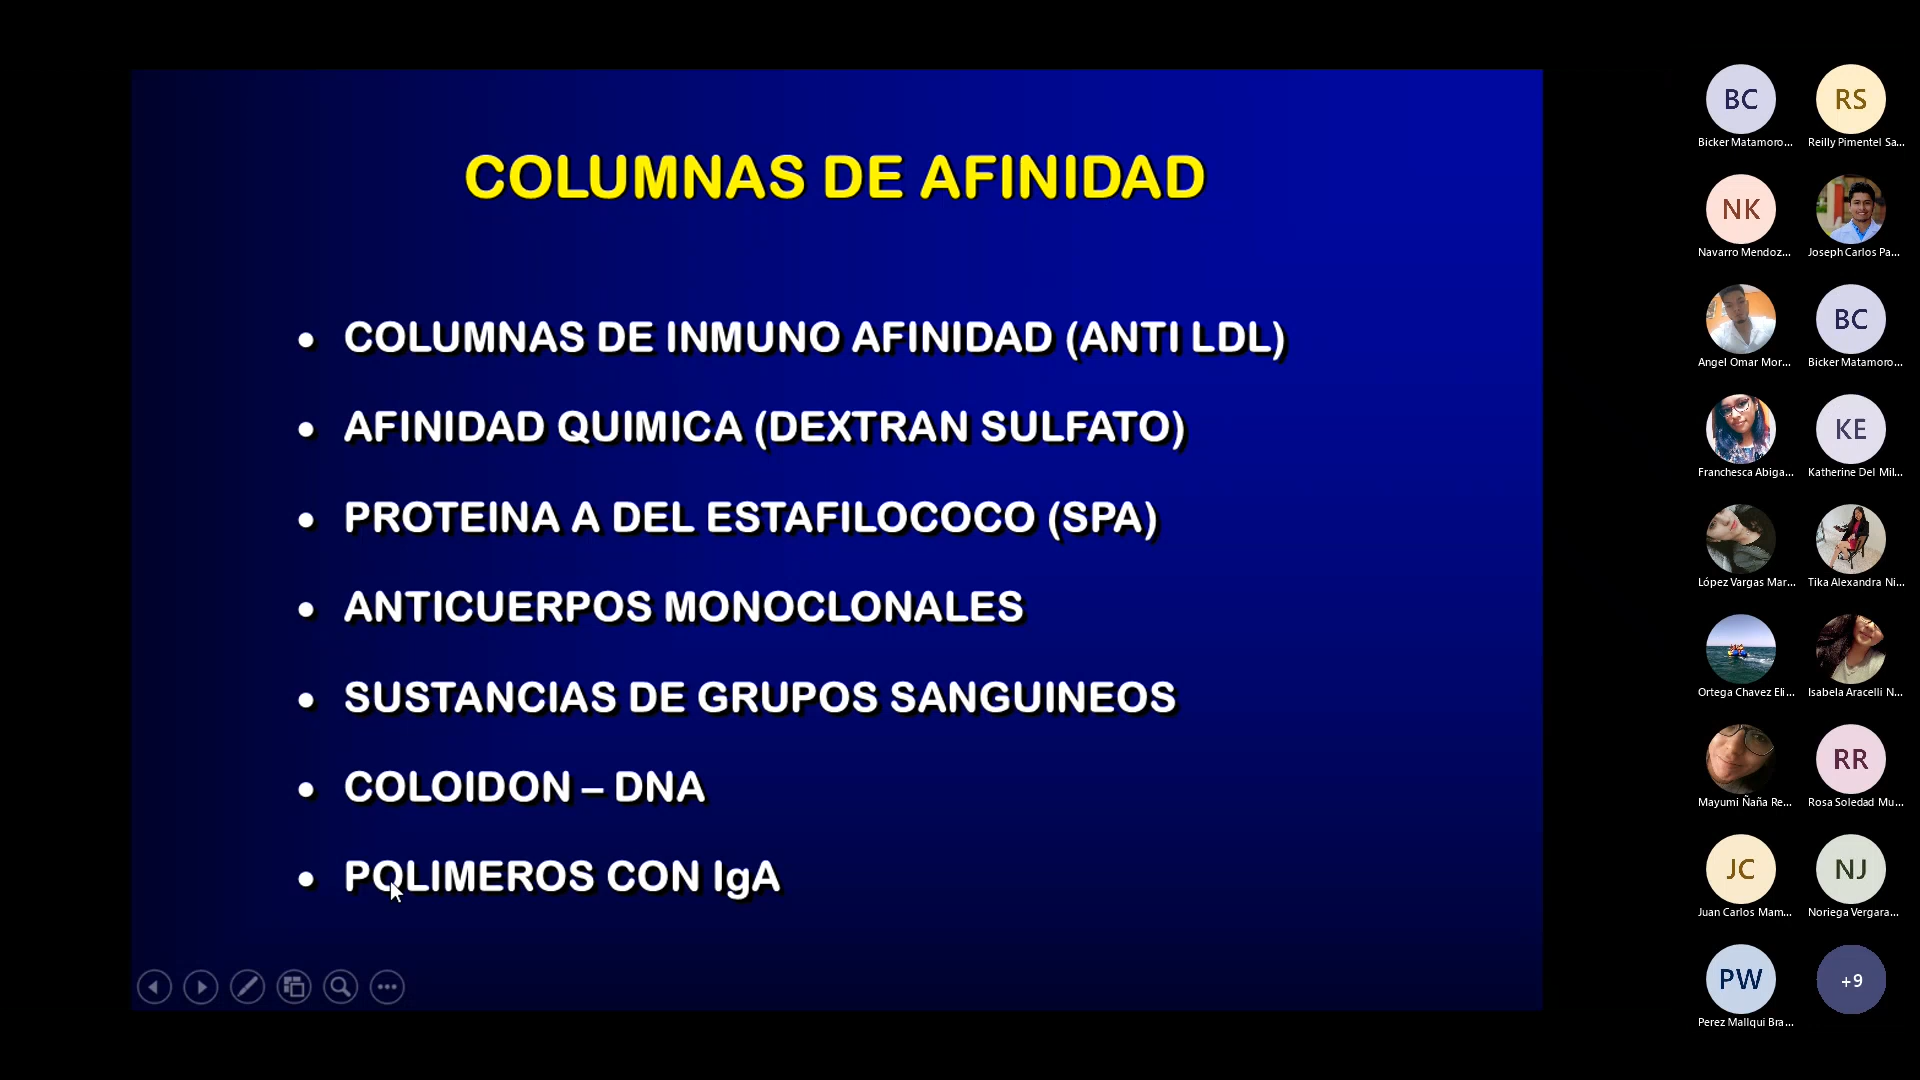 COLUMNAS DE AFINIDAD
• COLUMNAS DE INMUNO AFINIDAD (ANTI LDL)
• AFINIDAD QUIMICA (DEXTRAN SULFATO)
• PROTEINA A DEL ESTAFILOCOCO (SPA)
• ANTICUERPOS MONOCLONALES
• SUSTANCIAS DE GRUPOS SANGUINEOS
• COLOIDON – DNA
• POLIMEROS CON IgA
BC
RS
Bicker Matamoro...
Reilly Pimentel Sa...
NK
Navarro Mendoz...
Joseph Carlos Pa...
BC
Angel Omar Mor...
Bicker Matamoro...
KE
Franchesca Abiga...
Katherine Del Mil...
López Vargas Mar...
Tika Alexandra Ni...
Ortega Chavez Eli...
Isabela Aracelli N...
RR
Mayumi Ñaña Re...
Rosa Soledad Mu...
JC
NJ
Juan Carlos Mam...
Noriega Vergara...
PW
+9
Perez Mallqui Bra...